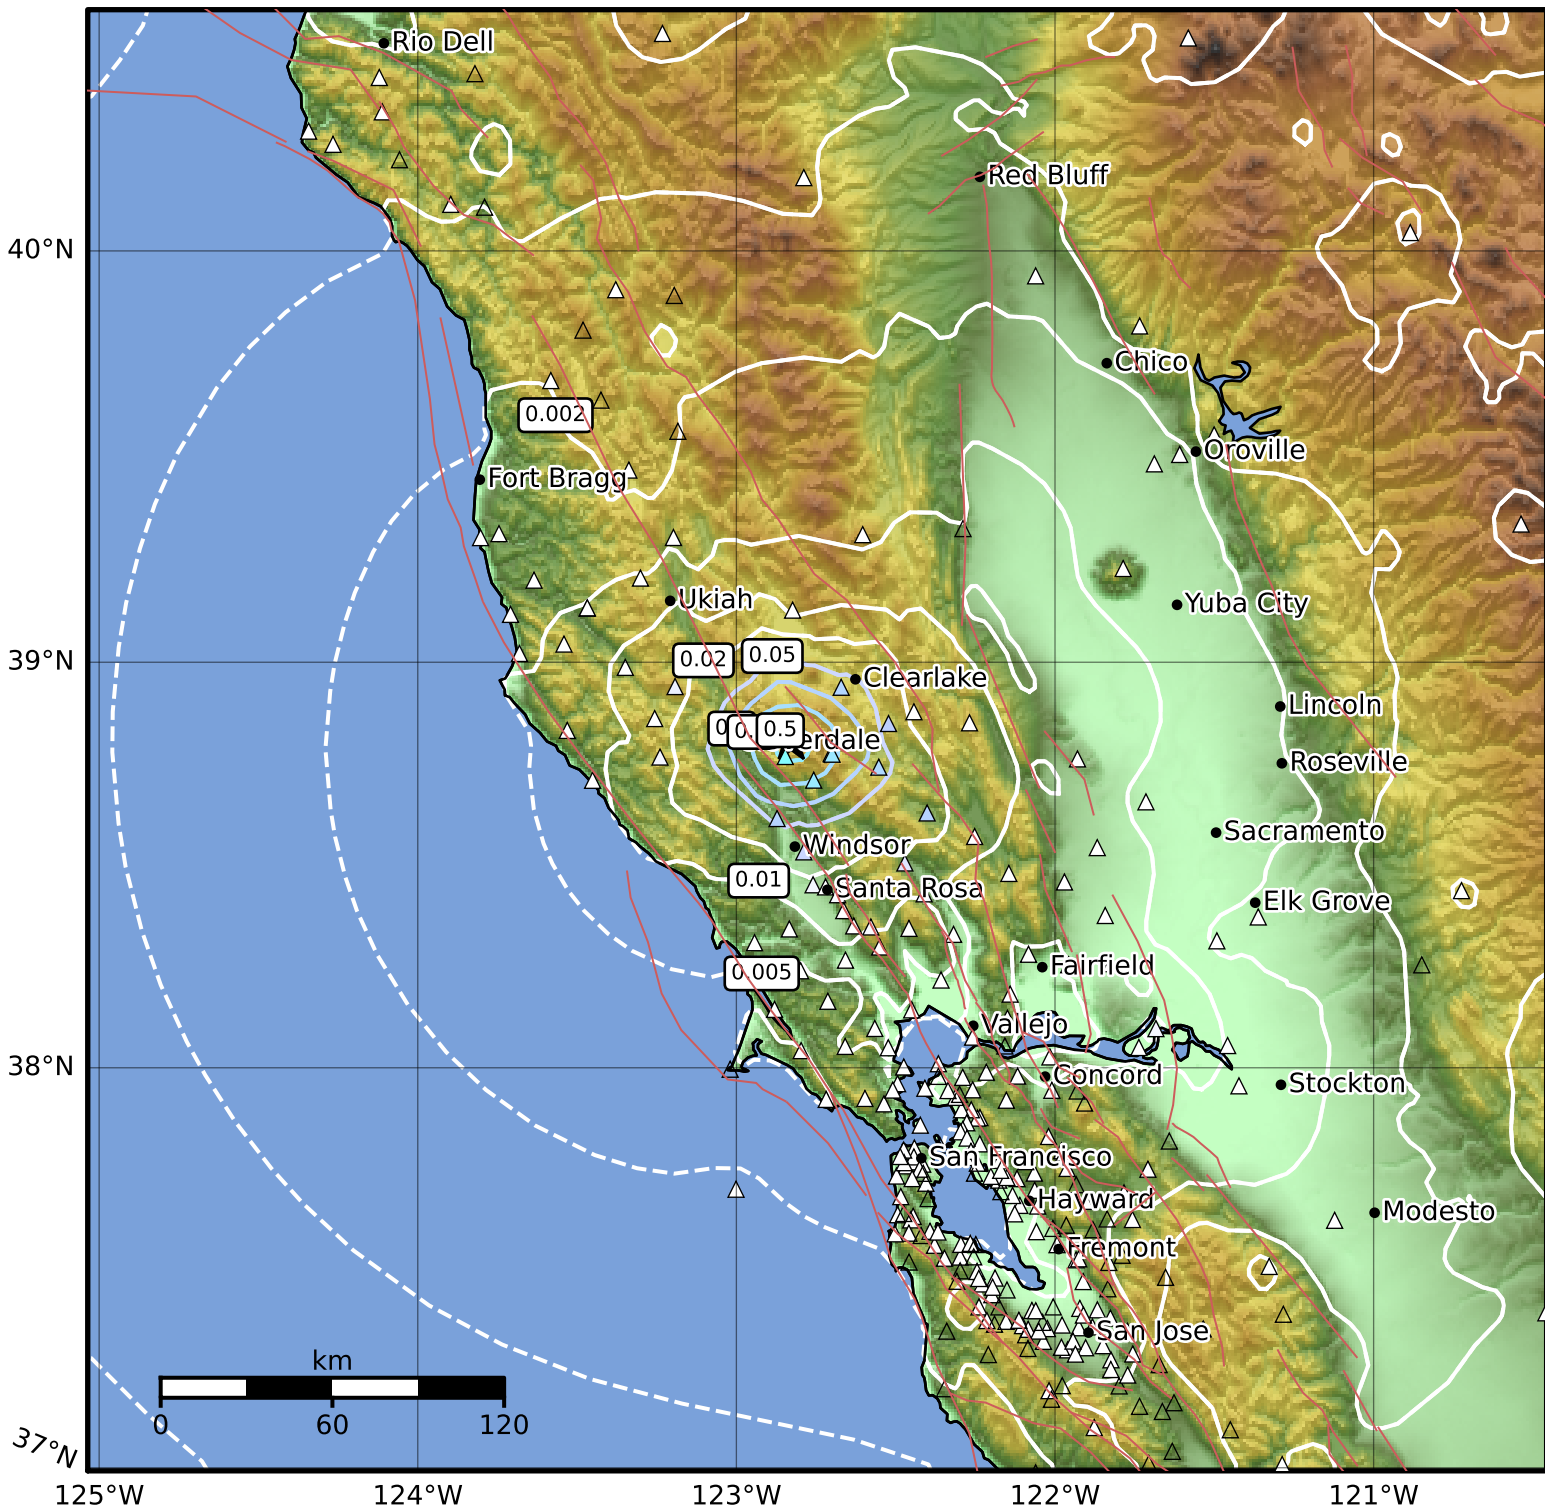 Rio Dell
Red Bluff
40°N
Chico
0.002
Oroville
Fort Bragg
Ukiah
Yuba City
39°N
0.02
0.05
Clearlake
Lincoln
0.5
erdale
Roseville
Sacramento
Windsor
0.01
Santa Rosa
Elk Grove
0.005
Fairfield
Vallejo
38°N
Concord
Stockton
San Francisco
Hayward
Modesto
Fremont
San Jose
km
0
60
120
37°N
125°W
124°W
123°W
122°W
121°W